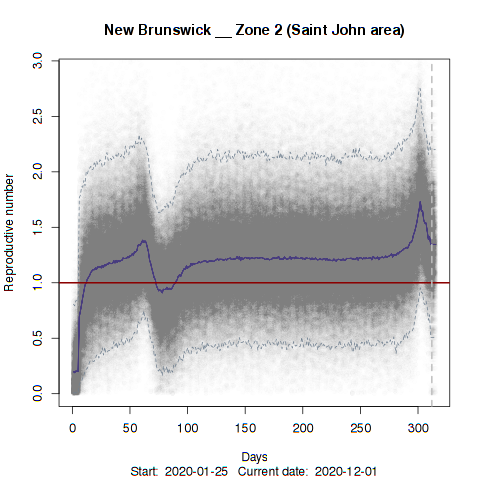 New Brunswick __ Zone 2 (Saint John area)
3.0
2.5
2.0
1.5
1.0
0.5
0.0
Reproductive number
0 50 100 150 200 250 300
Days
Start: 2020-01-25 Current date: 2020-12-01